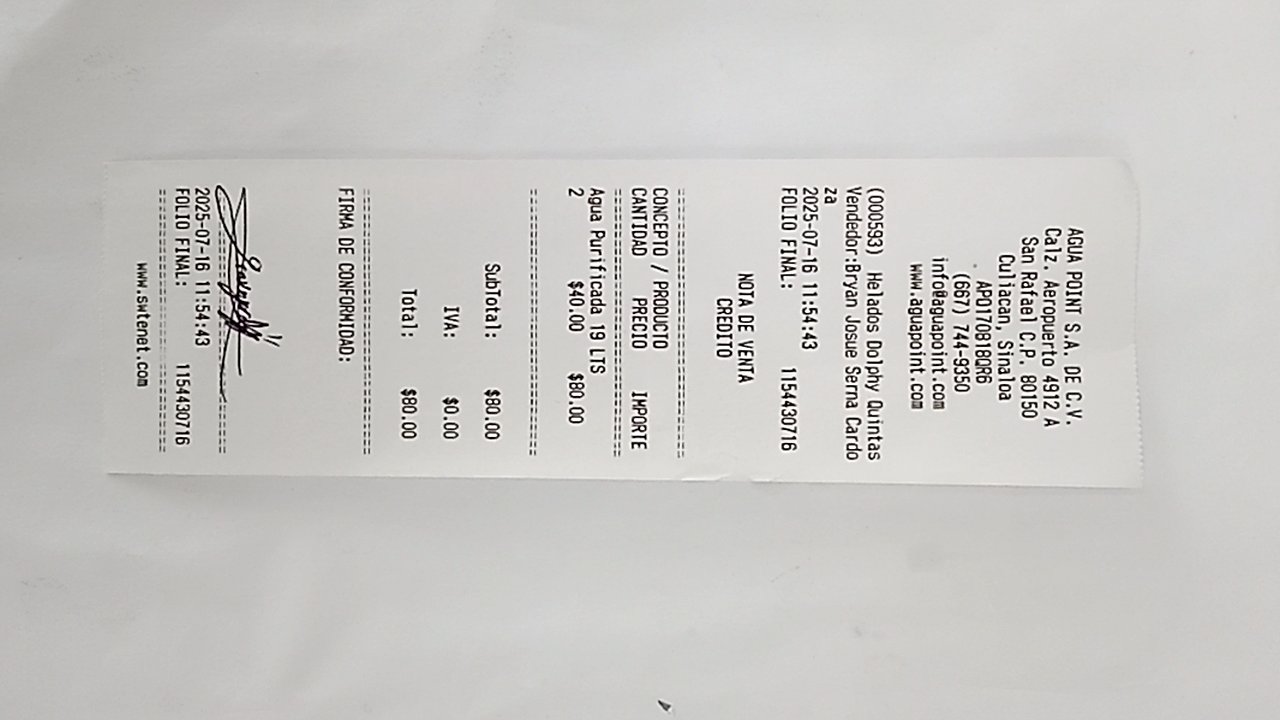 AGUA POINT S.A. DE C.V.
Calz. Aeropuerto 4912 A
San Rafael C.P. 80150
Culiacan, Sinaloa
APO170818QR6
(667) 744-9350
info@aguapoint.com
www.aguapoint.com
(000593) Helados Dolphy Quintas
Vendedor:Bryan Josue Serna Cardo
za
2025-07-16 11:54:43
FOLIO FINAL: 1154430716
NOTA DE VENTA
CREDITO
================================
CONCEPTO / PRODUCTO
CANTIDAD PRECIO IMPORTE
================================
Agua Purificada 19 LTS
2 $40.00 $80.00
================================
SubTotal: $80.00
IVA: $0.00
Total: $80.00
================================
FIRMA DE CONFORMIDAD:
================================
2025-07-16 11:54:43
FOLIO FINAL: 1154430716
================================
www.swtenet.com